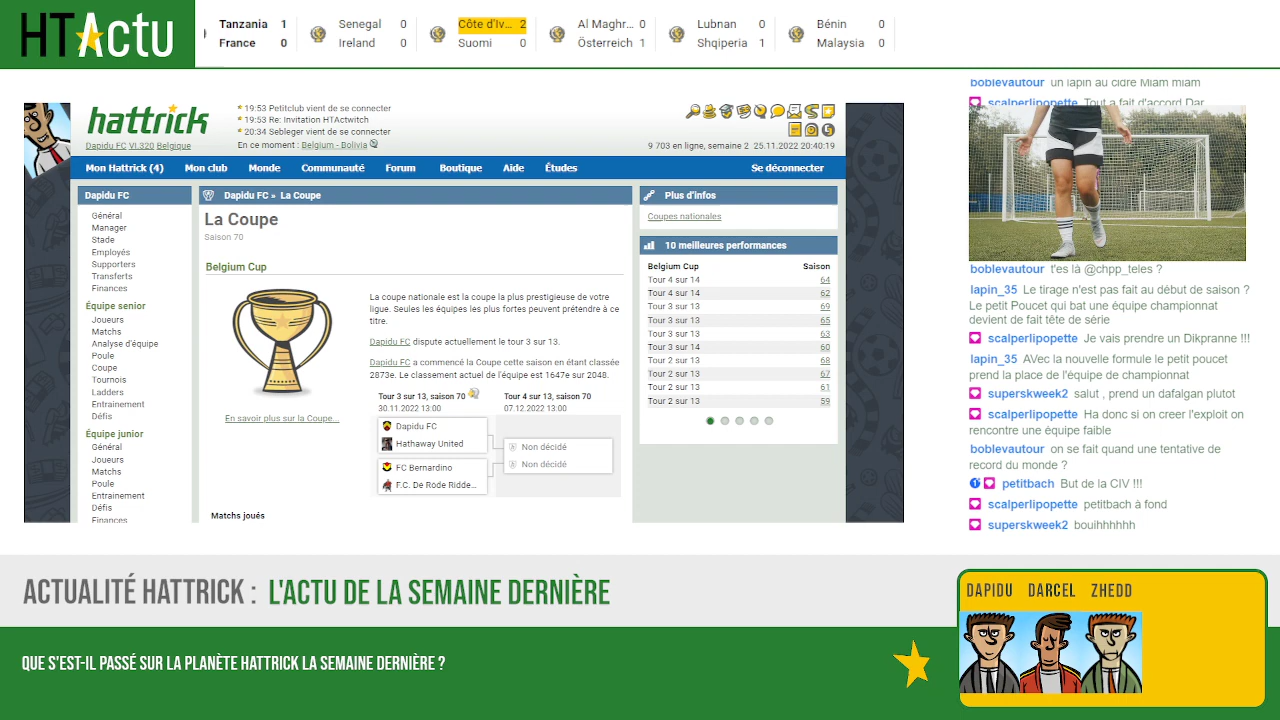 HTActu
Tanzania 1
France 0
Senegal 0
Ireland 0
Côte d'Iv... 2
Suomi 0
Al Maghr... 0
Österreich 1
Lubnan 0
Shqiperia 1
Bénin 0
Malaysia 0
hattrick
Dapidu FC VI.320 Belgique
19:53 Petitclub vient de se connecter
19:53 Re: Invitation HTActwitch
20:34 Sebleger vient de se connecter
En ce moment : Belgium - Bolivia
9 703 en ligne, semaine 2 25.11.2022 20:40:19
Mon Hattrick (4) Mon club Monde Communauté Forum Boutique Aide Études Se déconnecter
Dapidu FC
Général
Manager
Stade
Employés
Supporters
Transferts
Finances
Équipe senior
Joueurs
Matchs
Analyse d'équipe
Poule
Coupe
Tournois
Ladders
Entrainement
Défis
Équipe junior
Général
Joueurs
Matchs
Poule
Entrainement
Défis
Finances
Dapidu FC » La Coupe
La Coupe
Saison 70
Belgium Cup
La coupe nationale est la coupe la plus prestigieuse de votre
ligue. Seules les équipes les plus fortes peuvent prétendre à ce
titre.
Dapidu FC dispute actuellement le tour 3 sur 13.
Dapidu FC a commencé la Coupe cette saison en étant classée
2873e. Le classement actuel de l'équipe est 1647e sur 2048.
En savoir plus sur la Coupe...
Tour 3 sur 13, saison 70
30.11.2022 13:00
Dapidu FC
Hathaway United
FC Bernardino
F.C. De Rode Ridde...
Tour 4 sur 13, saison 70
07.12.2022 13:00
Non décidé
Non décidé
Matchs joués
Plus d'infos
Coupes nationales
10 meilleures performances
Belgium Cup Saison
Tour 4 sur 14 64
Tour 4 sur 14 62
Tour 3 sur 13 69
Tour 3 sur 13 65
Tour 3 sur 13 63
Tour 3 sur 14 60
Tour 2 sur 13 68
Tour 2 sur 13 67
Tour 2 sur 13 61
Tour 2 sur 13 59
boblevautour un lapin au cidre Miam miam
scalperlipopette Tout a fait d'accord Dar
boblevautour t'es là @chpp_teles ?
lapin_35 Le tirage n'est pas fait au début de saison ?
Le petit Poucet qui bat une équipe championnat
devient de fait tête de série
scalperlipopette Je vais prendre un Dikpranne !!!
lapin_35 AVec la nouvelle formule le petit poucet
prend la place de l'équipe de championnat
superskweek2 salut , prend un dafalgan plutot
scalperlipopette Ha donc si on creer l'exploit on
rencontre une équipe faible
boblevautour on se fait quand une tentative de
record du monde ?
petitbach But de la CIV !!!
scalperlipopette petitbach à fond
superskweek2 bouihhhhhh
ACTUALITÉ HATTRICK : L'ACTU DE LA SEMAINE DERNIÈRE
QUE S'EST-IL PASSÉ SUR LA PLANÈTE HATTRICK LA SEMAINE DERNIÈRE ?
DAPIDU DARCEL ZHEDD